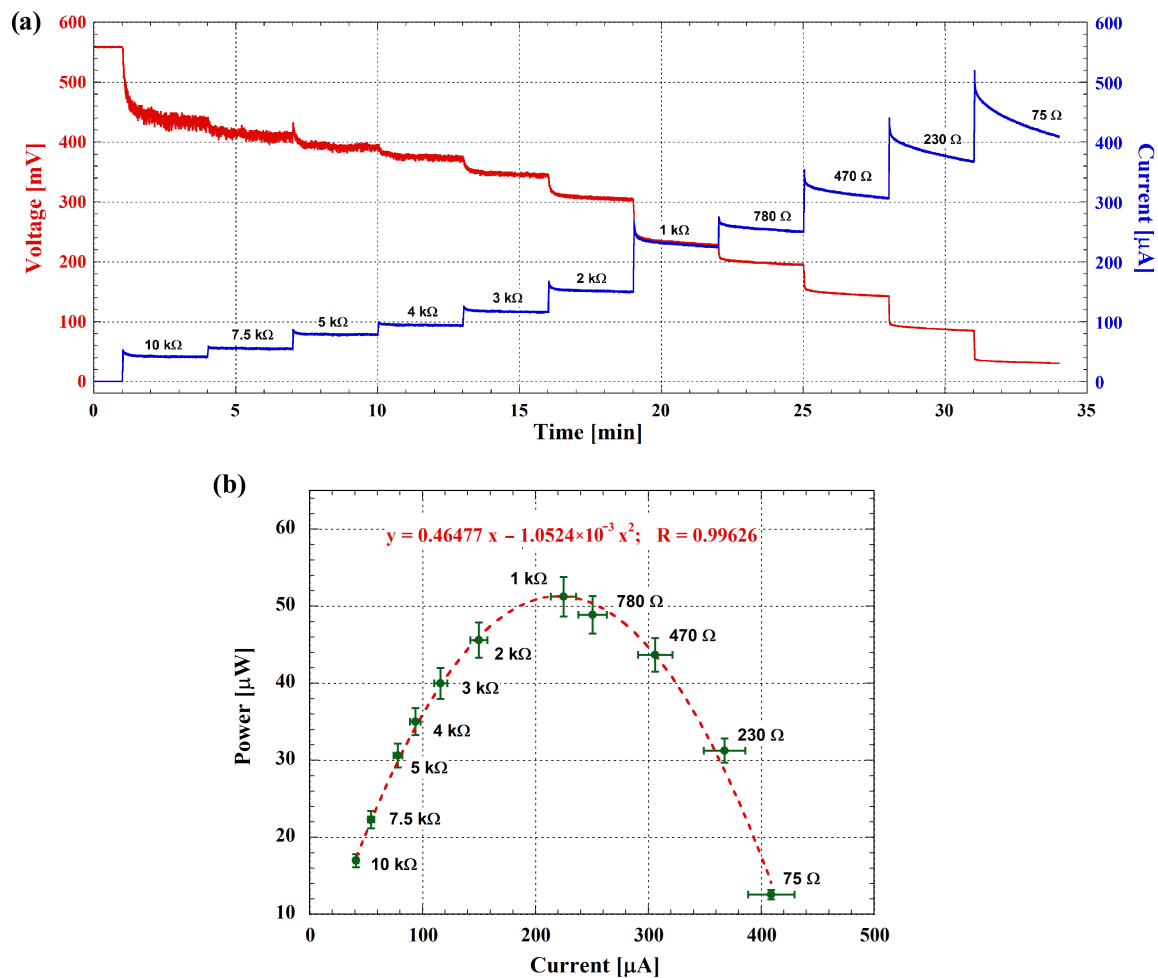 (a)
600
500
400
300
200
100
0
Voltage [mV]
600
500
400
300
200
100
0
Current [μA]
10 kΩ
7.5 kΩ
5 kΩ
4 kΩ
3 kΩ
2 kΩ
1 kΩ
780 Ω
470 Ω
230 Ω
75 Ω
0 5 10 15 20 25 30 35
Time [min]
(b)
60
50
40
30
20
10
Power [μW]
y = 0.46477 x − 1.0524×10⁻³ x²; R = 0.99626
1 kΩ
780 Ω
2 kΩ
470 Ω
3 kΩ
4 kΩ
230 Ω
5 kΩ
7.5 kΩ
10 kΩ
75 Ω
0 100 200 300 400 500
Current [μA]